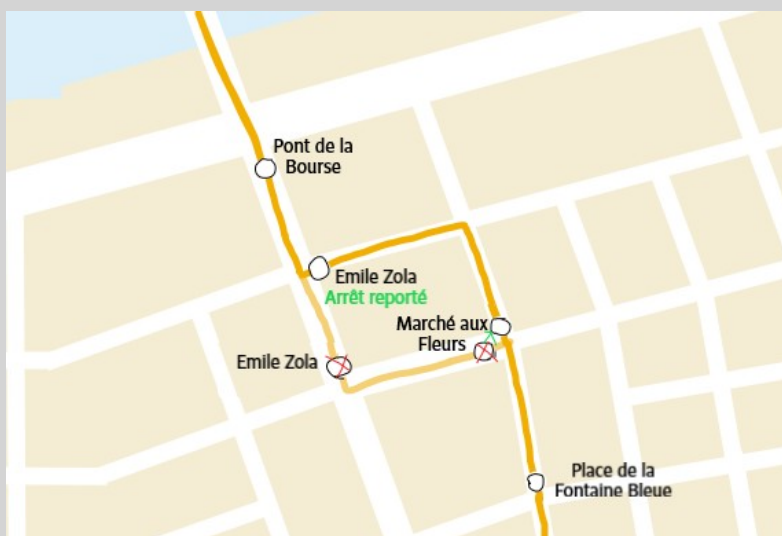 Pont de la
Bourse
Emile Zola
Arrêt reporté
Marché aux
Fleurs
Emile Zola
Place de la
Fontaine Bleue